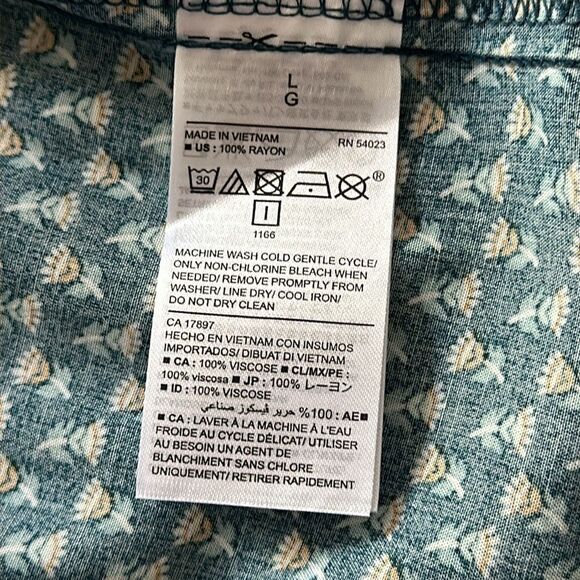 L
G
MADE IN VIETNAM RN 54023
■ US : 100% RAYON
30 ®
I
1166
MACHINE WASH COLD GENTLE CYCLE/
ONLY NON-CHLORINE BLEACH WHEN
NEEDED/ REMOVE PROMPTLY FROM
WASHER/ LINE DRY/ COOL IRON/
DO NOT DRY CLEAN
CA 17897
HECHO EN VIETNAM CON INSUMOS
IMPORTADOS/ DIBUAT DI VIETNAM
■ CA : 100% VISCOSE ■ CL/MX/PE :
100% viscosa ■ JP : 100% レーヨン
■ ID : 100% VISCOSE
■AE: 100% حرير فيسكوز صناعي
■ CA : LAVER À LA MACHINE À L'EAU
FROIDE AU CYCLE DÉLICAT/ UTILISER
AU BESOIN UN AGENT DE
BLANCHIMENT SANS CHLORE
UNIQUEMENT/ RETIRER RAPIDEMENT